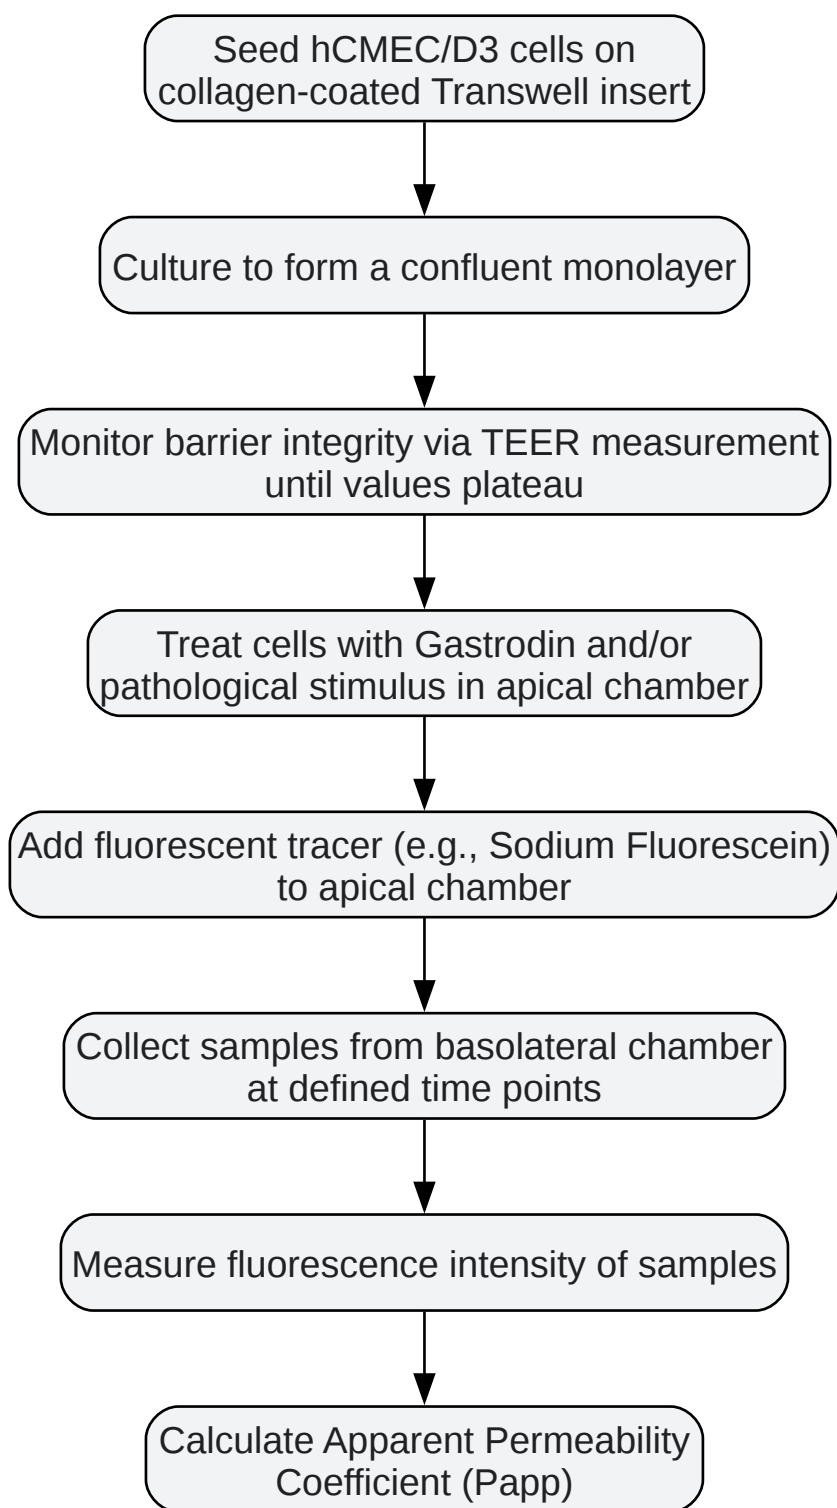 Seed hCMEC/D3 cells on
collagen-coated Transwell insert
Culture to form a confluent monolayer
Monitor barrier integrity via TEER measurement
until values plateau
Treat cells with Gastrodin and/or
pathological stimulus in apical chamber
Add fluorescent tracer (e.g., Sodium Fluorescein)
to apical chamber
Collect samples from basolateral chamber
at defined time points
Measure fluorescence intensity of samples
Calculate Apparent Permeability
Coefficient (Papp)